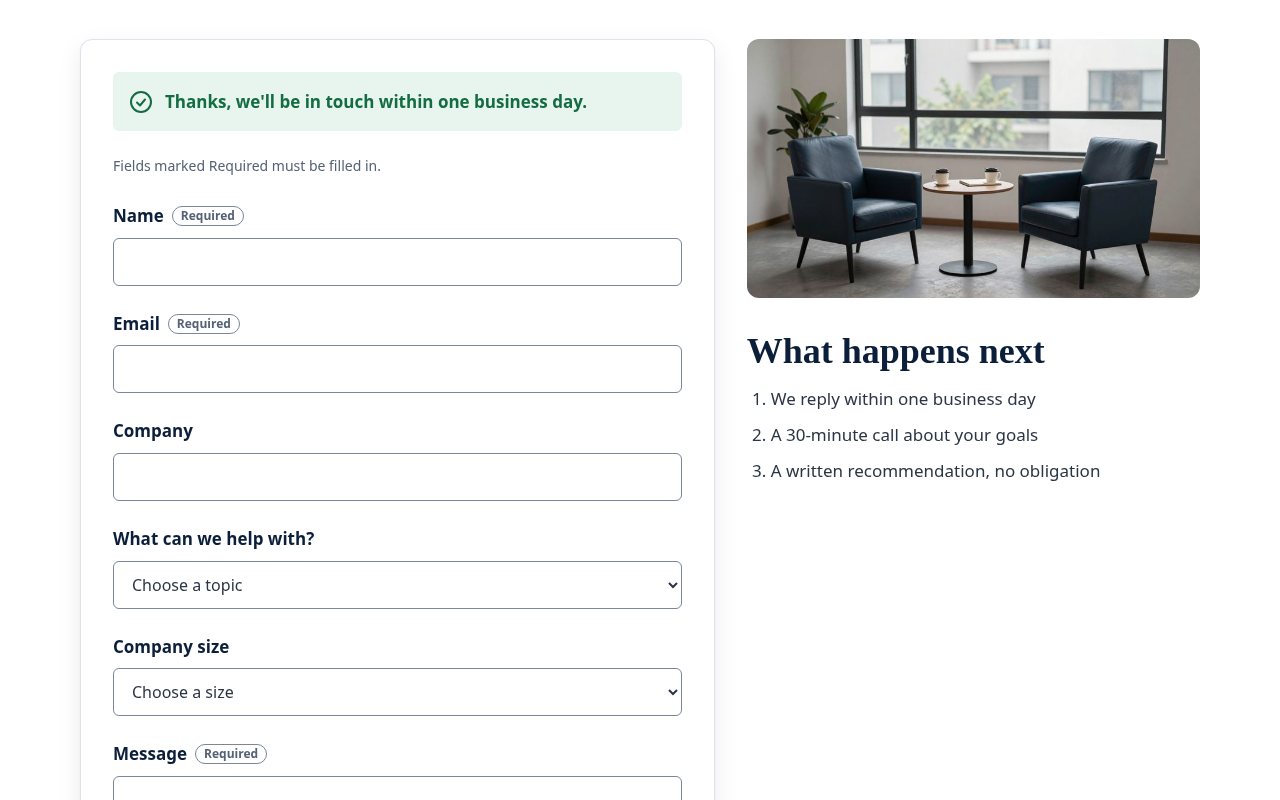 Thanks, we'll be in touch within one business day.
Fields marked Required must be filled in.
Name Required
Email Required
Company
What can we help with?
Choose a topic
Company size
Choose a size
Message Required
What happens next
1. We reply within one business day
2. A 30-minute call about your goals
3. A written recommendation, no obligation